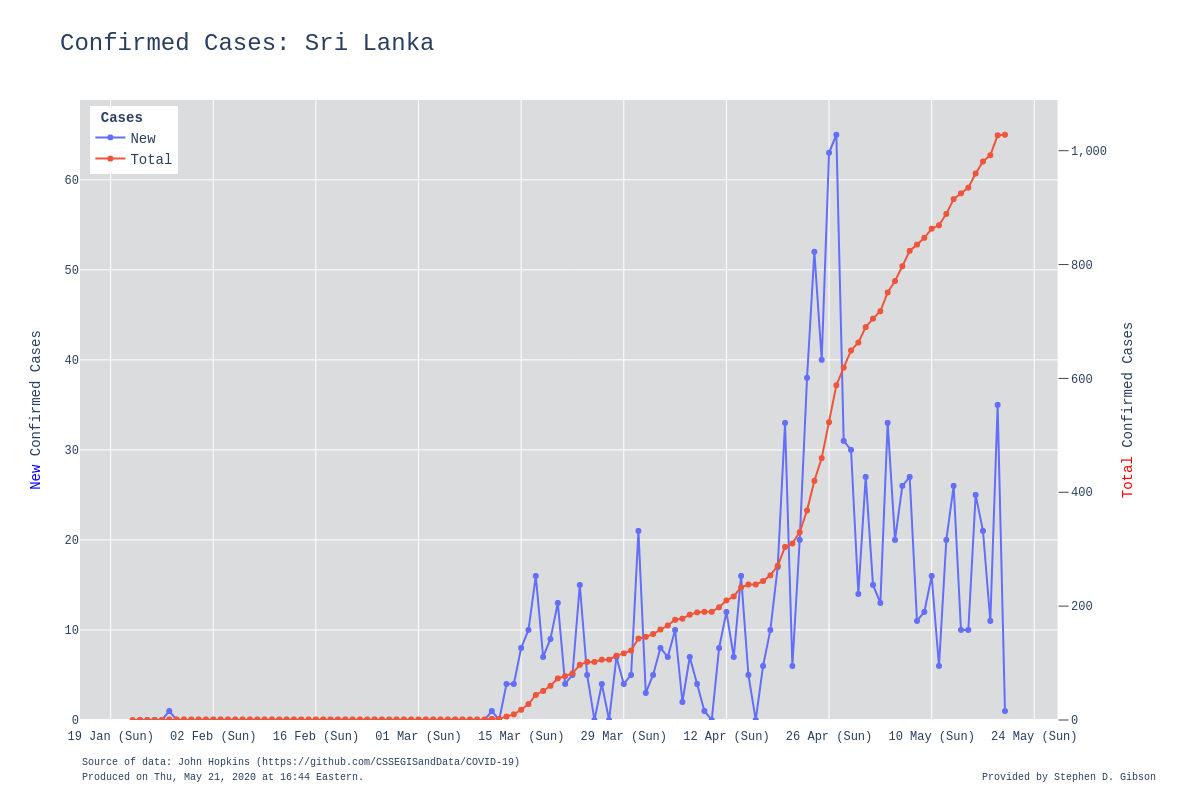 Confirmed Cases: Sri Lanka
Cases
New
Total
60
50
40
30
20
10
0
1,000
800
600
400
200
0
New Confirmed Cases
Total Confirmed Cases
19 Jan (Sun) 02 Feb (Sun) 16 Feb (Sun) 01 Mar (Sun) 15 Mar (Sun) 29 Mar (Sun) 12 Apr (Sun) 26 Apr (Sun) 10 May (Sun) 24 May (Sun)
Source of data: John Hopkins (https://github.com/CSSEGISandData/COVID-19)
Produced on Thu, May 21, 2020 at 16:44 Eastern.
Provided by Stephen D. Gibson